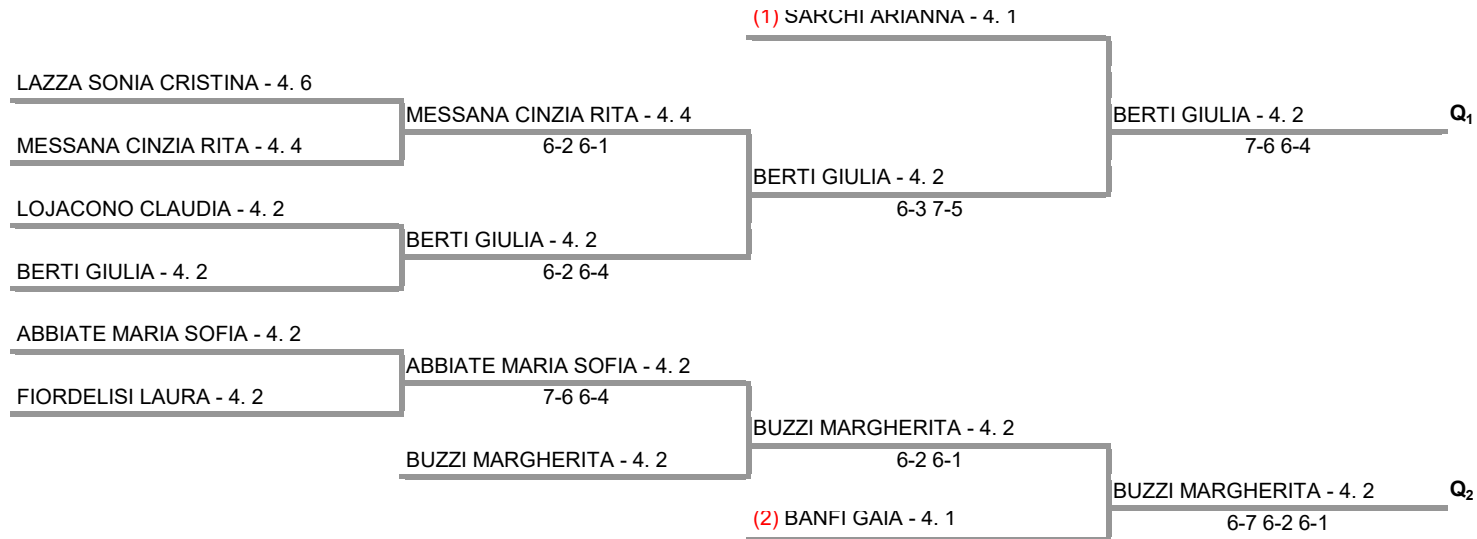 (1) SARCHI ARIANNA - 4. 1
LAZZA SONIA CRISTINA - 4. 6
MESSANA CINZIA RITA - 4. 4
BERTI GIULIA - 4. 2
Q1
MESSANA CINZIA RITA - 4. 4
6-2 6-1
7-6 6-4
BERTI GIULIA - 4. 2
LOJACONO CLAUDIA - 4. 2
6-3 7-5
BERTI GIULIA - 4. 2
BERTI GIULIA - 4. 2
6-2 6-4
ABBIATE MARIA SOFIA - 4. 2
ABBIATE MARIA SOFIA - 4. 2
FIORDELISI LAURA - 4. 2
7-6 6-4
BUZZI MARGHERITA - 4. 2
BUZZI MARGHERITA - 4. 2
6-2 6-1
BUZZI MARGHERITA - 4. 2
Q2
(2) BANFI GAIA - 4. 1
6-7 6-2 6-1